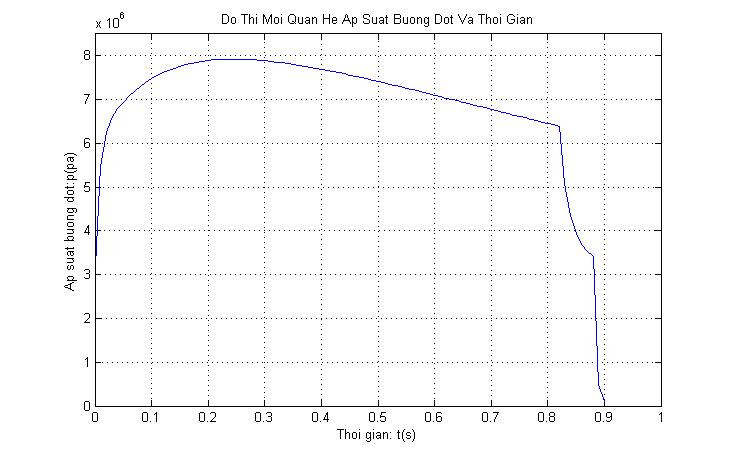 Do Thi Moi Quan He Ap Suat Buong Dot Va Thoi Gian
x 10^6
8
7
6
5
4
3
2
1
0
Ap suat buong dot:p(pa)
0 0.1 0.2 0.3 0.4 0.5 0.6 0.7 0.8 0.9 1
Thoi gian: t(s)